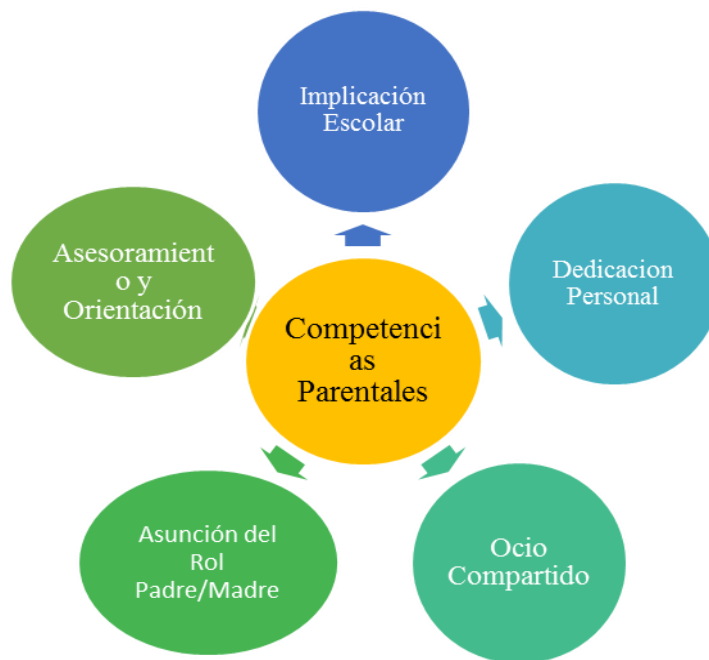 Implicación
Escolar
Dedicacion
Personal
Ocio
Compartido
Asunción del
Rol
Padre/Madre
Asesoramient
o y
Orientación
Competenci
as
Parentales